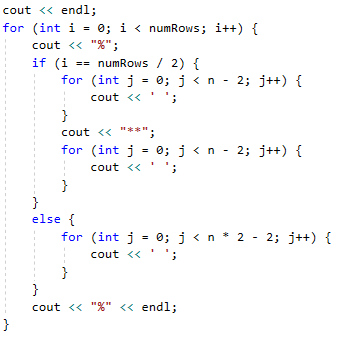 cout << endl;
for (int i = 0; i < numRows; i++) {
    cout << "%";
    if (i == numRows / 2) {
        for (int j = 0; j < n - 2; j++) {
            cout << ' ';
        }
        cout << "**";
        for (int j = 0; j < n - 2; j++) {
            cout << ' ';
        }
    }
    else {
        for (int j = 0; j < n * 2 - 2; j++) {
            cout << ' ';
        }
    }
    cout << "%" << endl;
}